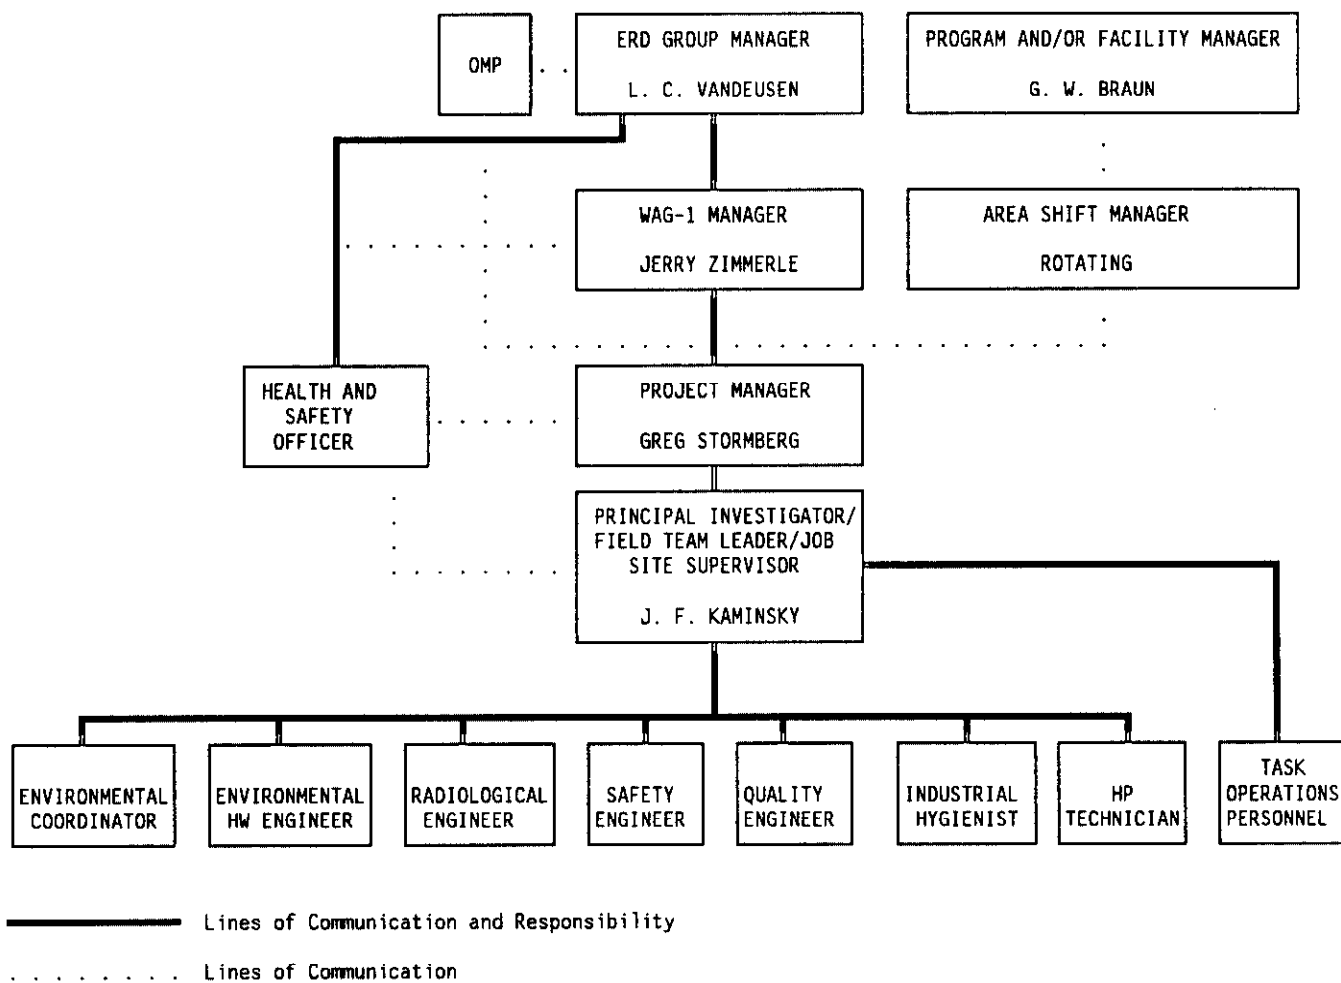 OMP
ERD GROUP MANAGER
L. C. VANDEUSEN
PROGRAM AND/OR FACILITY MANAGER
G. W. BRAUN
WAG-1 MANAGER
JERRY ZIMMERLE
AREA SHIFT MANAGER
ROTATING
HEALTH AND
SAFETY
OFFICER
PROJECT MANAGER
GREG STORMBERG
PRINCIPAL INVESTIGATOR/
FIELD TEAM LEADER/JOB
SITE SUPERVISOR
J. F. KAMINSKY
ENVIRONMENTAL
COORDINATOR
ENVIRONMENTAL
HW ENGINEER
RADIOLOGICAL
ENGINEER
SAFETY
ENGINEER
QUALITY
ENGINEER
INDUSTRIAL
HYGIENIST
HP
TECHNICIAN
TASK
OPERATIONS
PERSONNEL
Lines of Communication and Responsibility
Lines of Communication